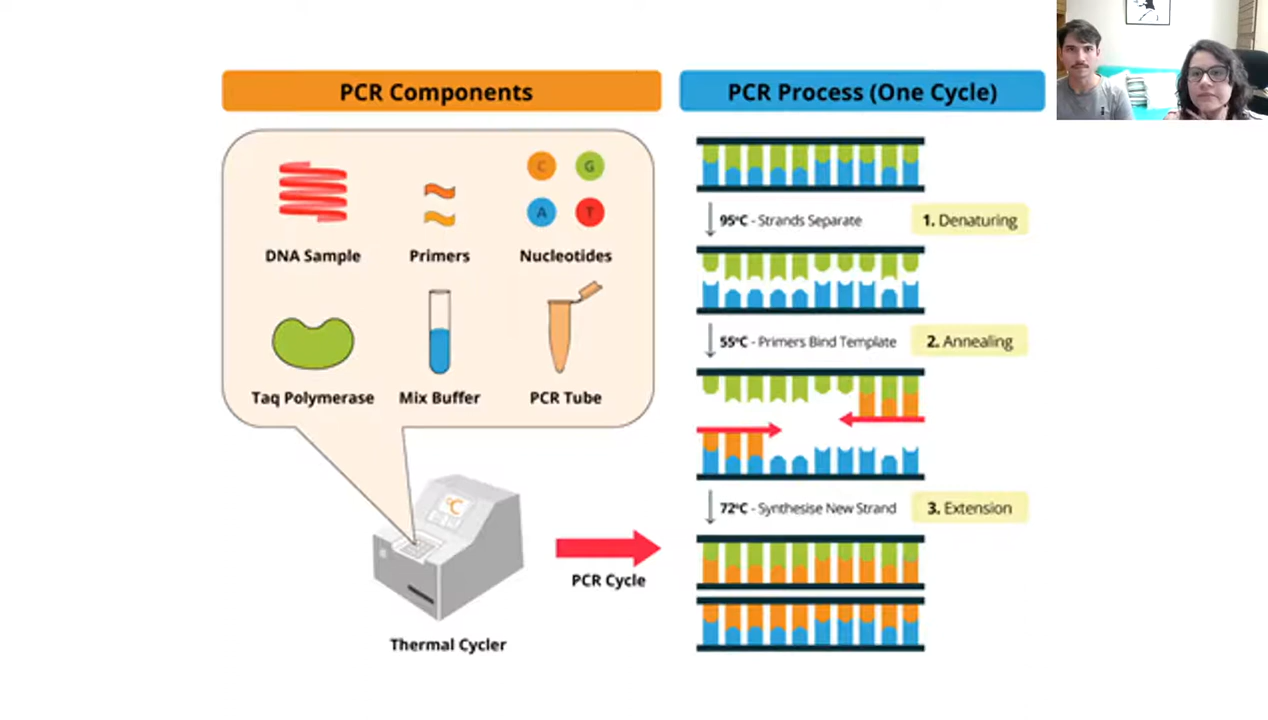 PCR Components
C G
A T
DNA Sample
Primers
Nucleotides
Taq Polymerase
Mix Buffer
PCR Tube
°C
Thermal Cycler
PCR Cycle
PCR Process (One Cycle)
95°C - Strands Separate
1. Denaturing
55°C - Primers Bind Template
2. Annealing
72°C - Synthesise New Strand
3. Extension